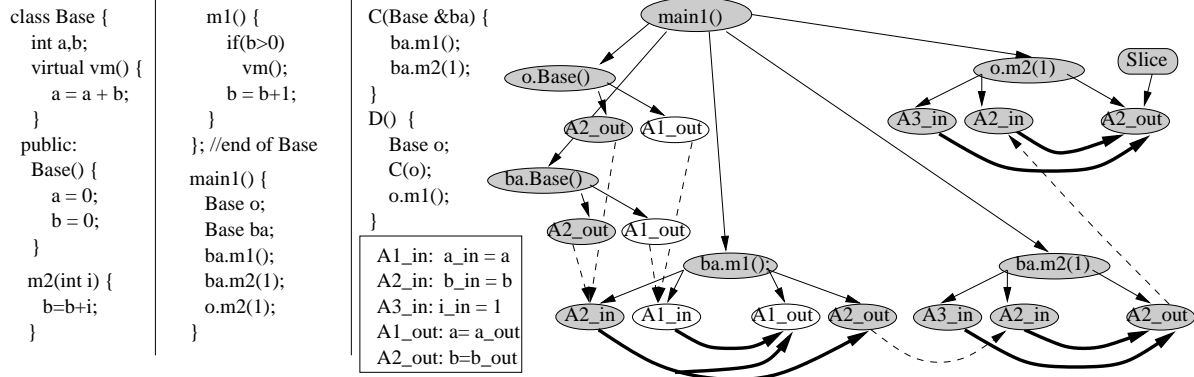 class Base {
int a,b;
virtual vm() {
a = a + b;
}
public:
Base() {
a = 0;
b = 0;
}
m2(int i) {
b=b+i;
}
m1() {
if(b>0)
vm();
b = b+1;
}
}; //end of Base
main1() {
Base o;
Base ba;
ba.m1();
ba.m2(1);
o.m2(1);
}
C(Base &ba) {
ba.m1();
ba.m2(1);
}
D() {
Base o;
C(o);
o.m1();
}
A1_in: a_in = a
A2_in: b_in = b
A3_in: i_in = 1
A1_out: a= a_out
A2_out: b=b_out
main1()
o.Base()
o.m2(1)
Slice
A2_out
A1_out
A3_in
A2_in
A2_out
ba.Base()
A2_out
A1_out
ba.m1();
ba.m2(1)
A2_in
A1_in
A1_out
A2_out
A3_in
A2_in
A2_out